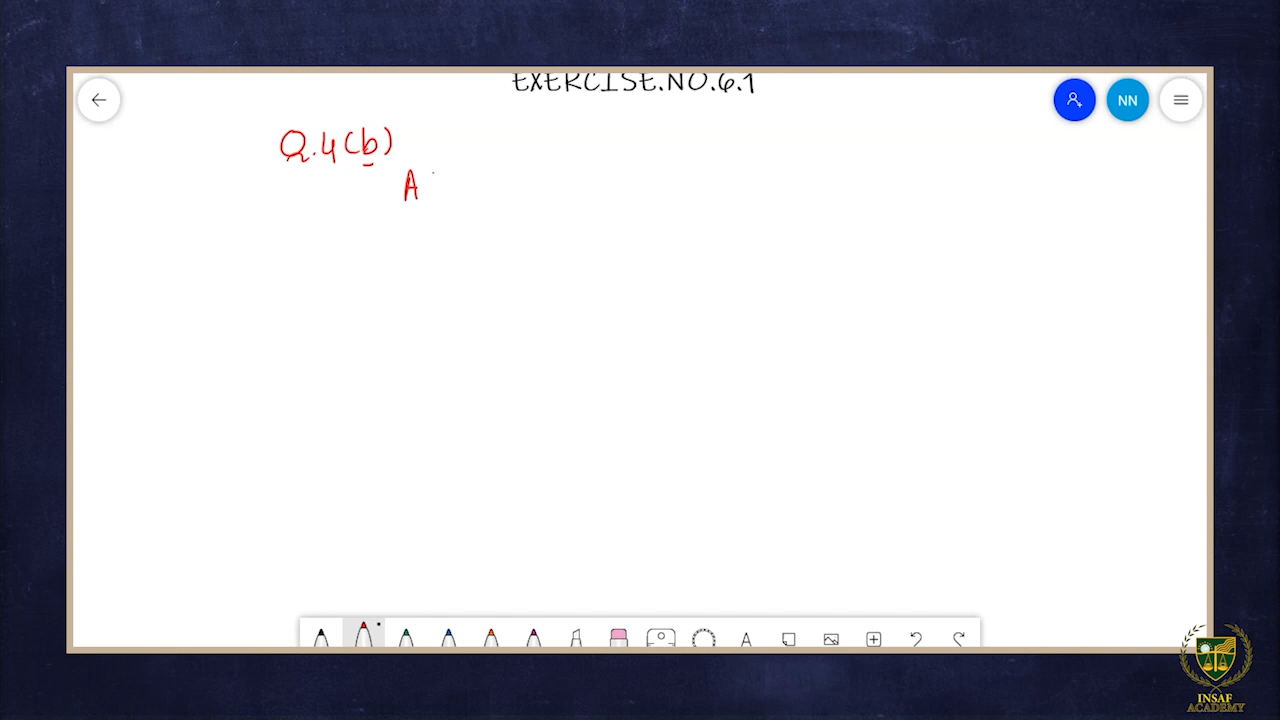 EXERCISE.NO.6.1
NN
Q.4(b)
A
A
INSAF
ACADEMY